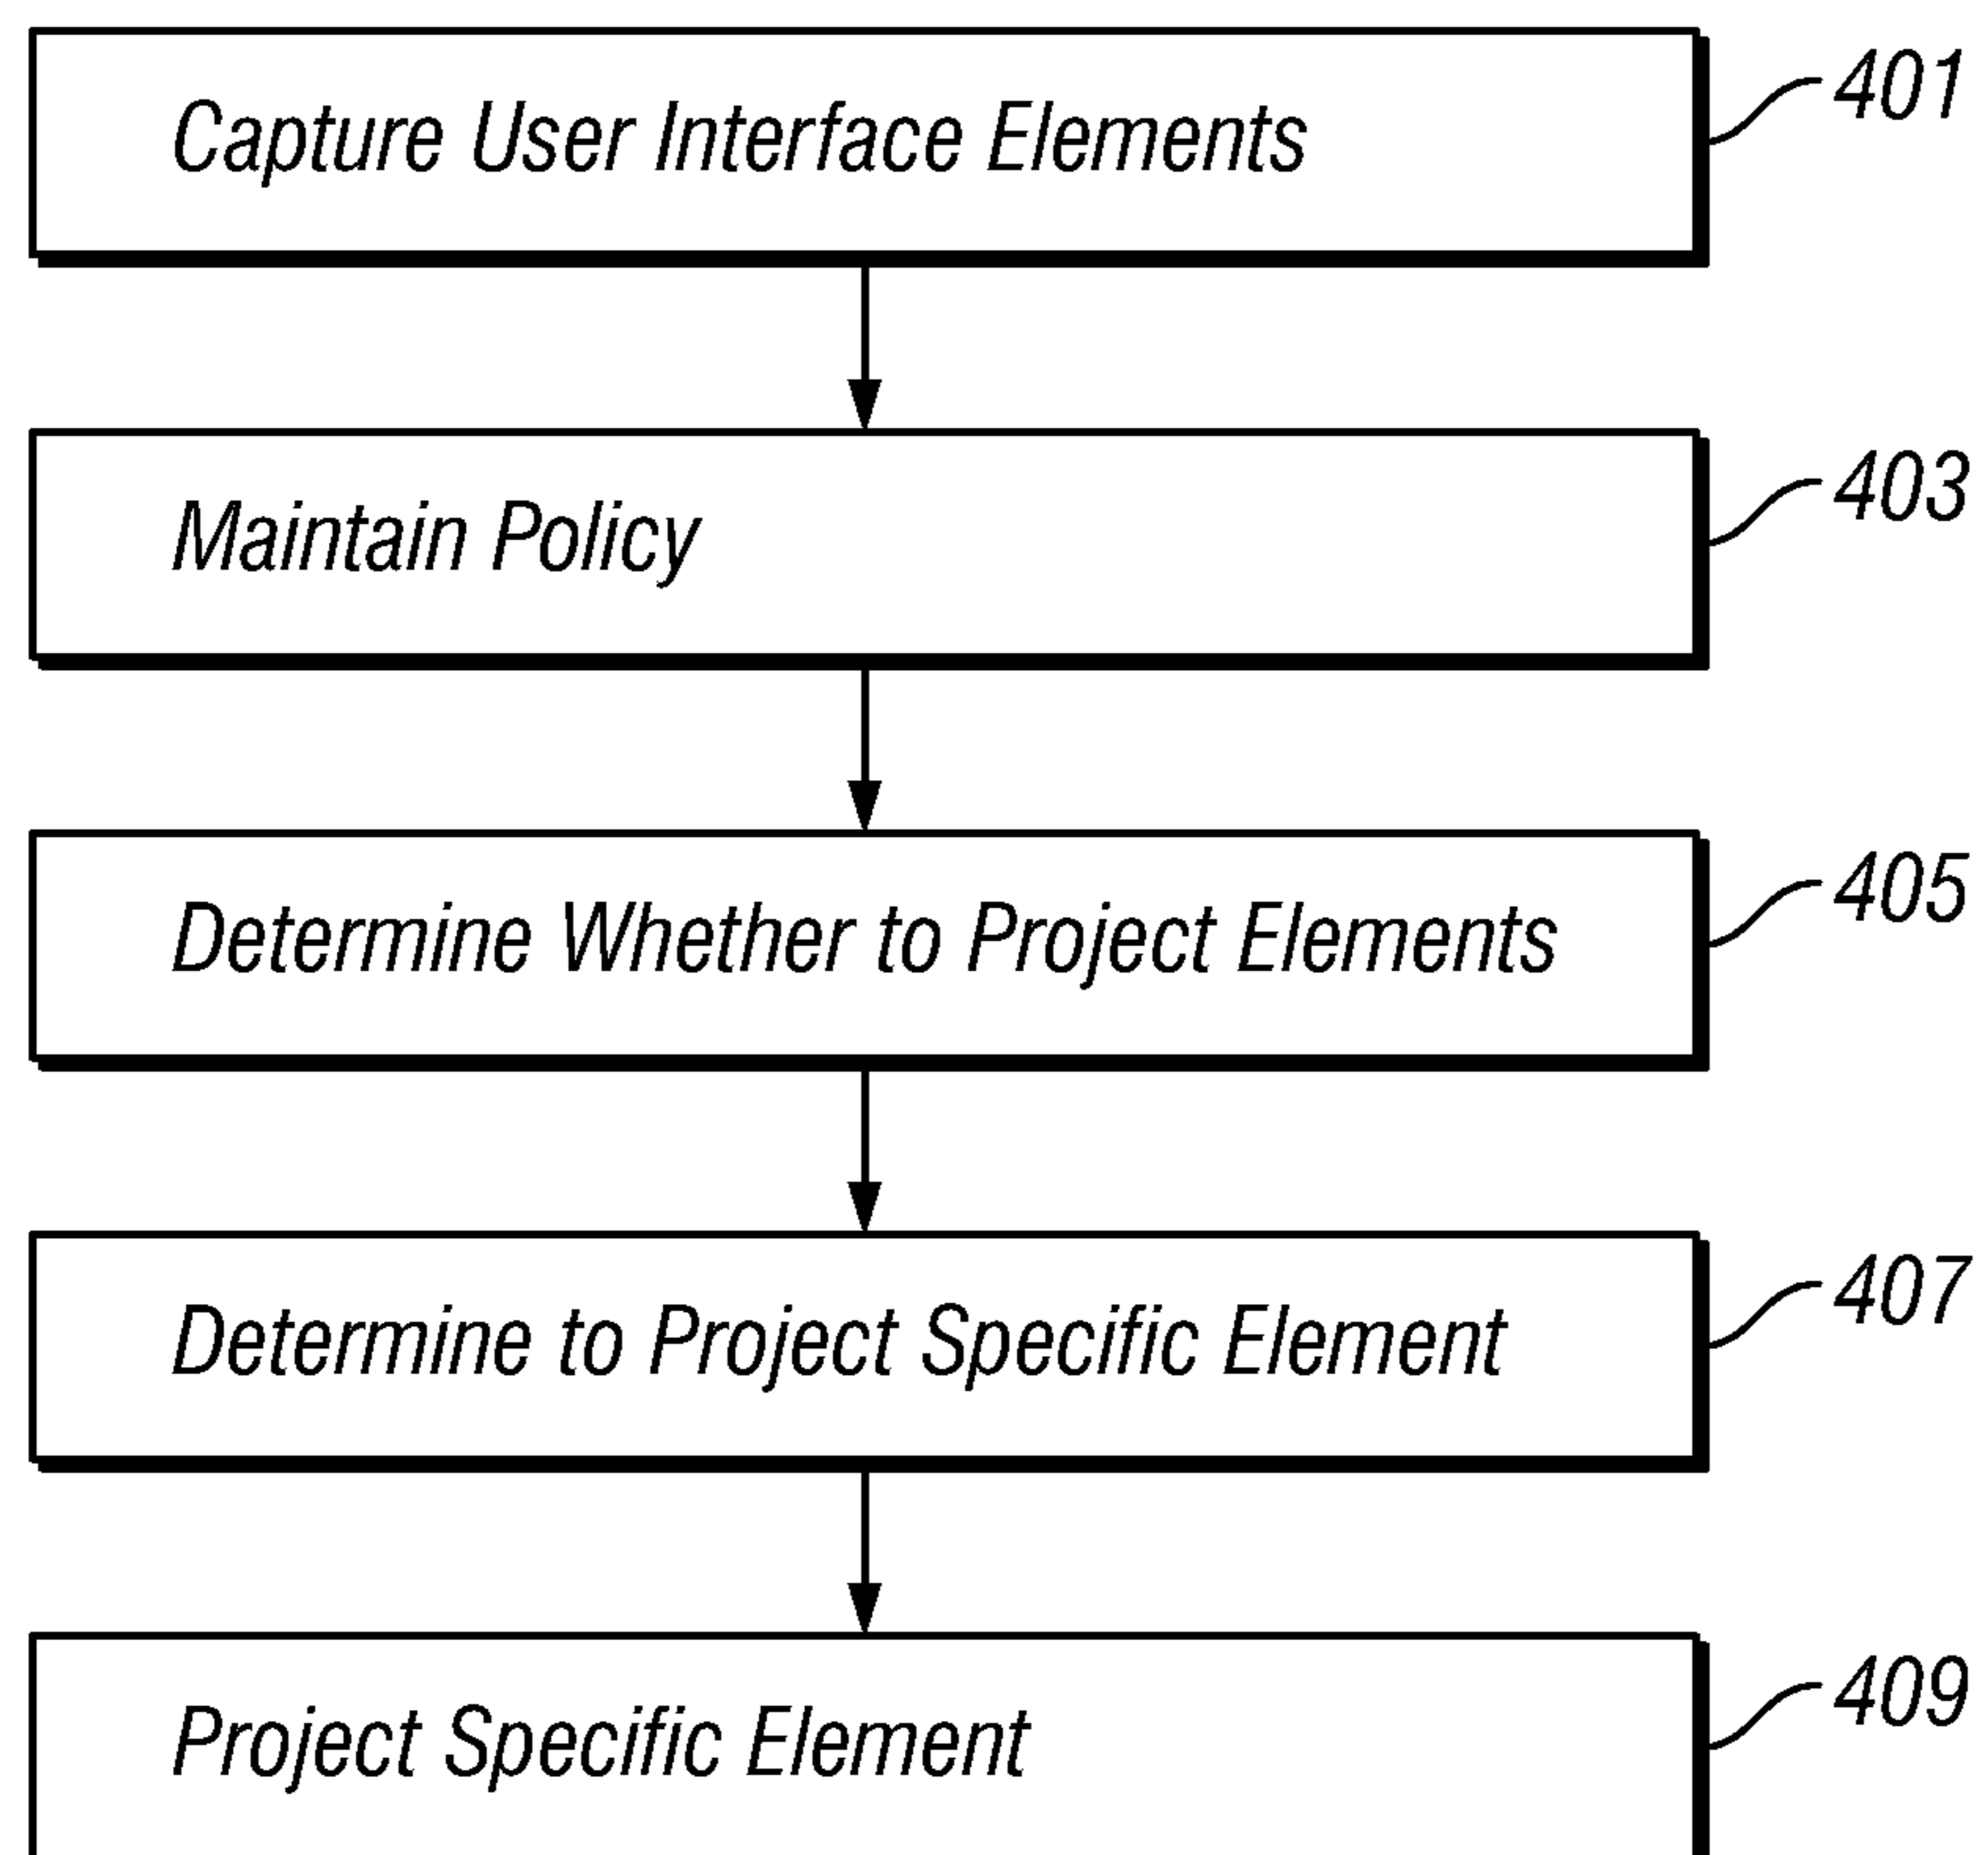 Capture User Interface Elements
401
Maintain Policy
403
Determine Whether to Project Elements
405
Determine to Project Specific Element
407
Project Specific Element
409